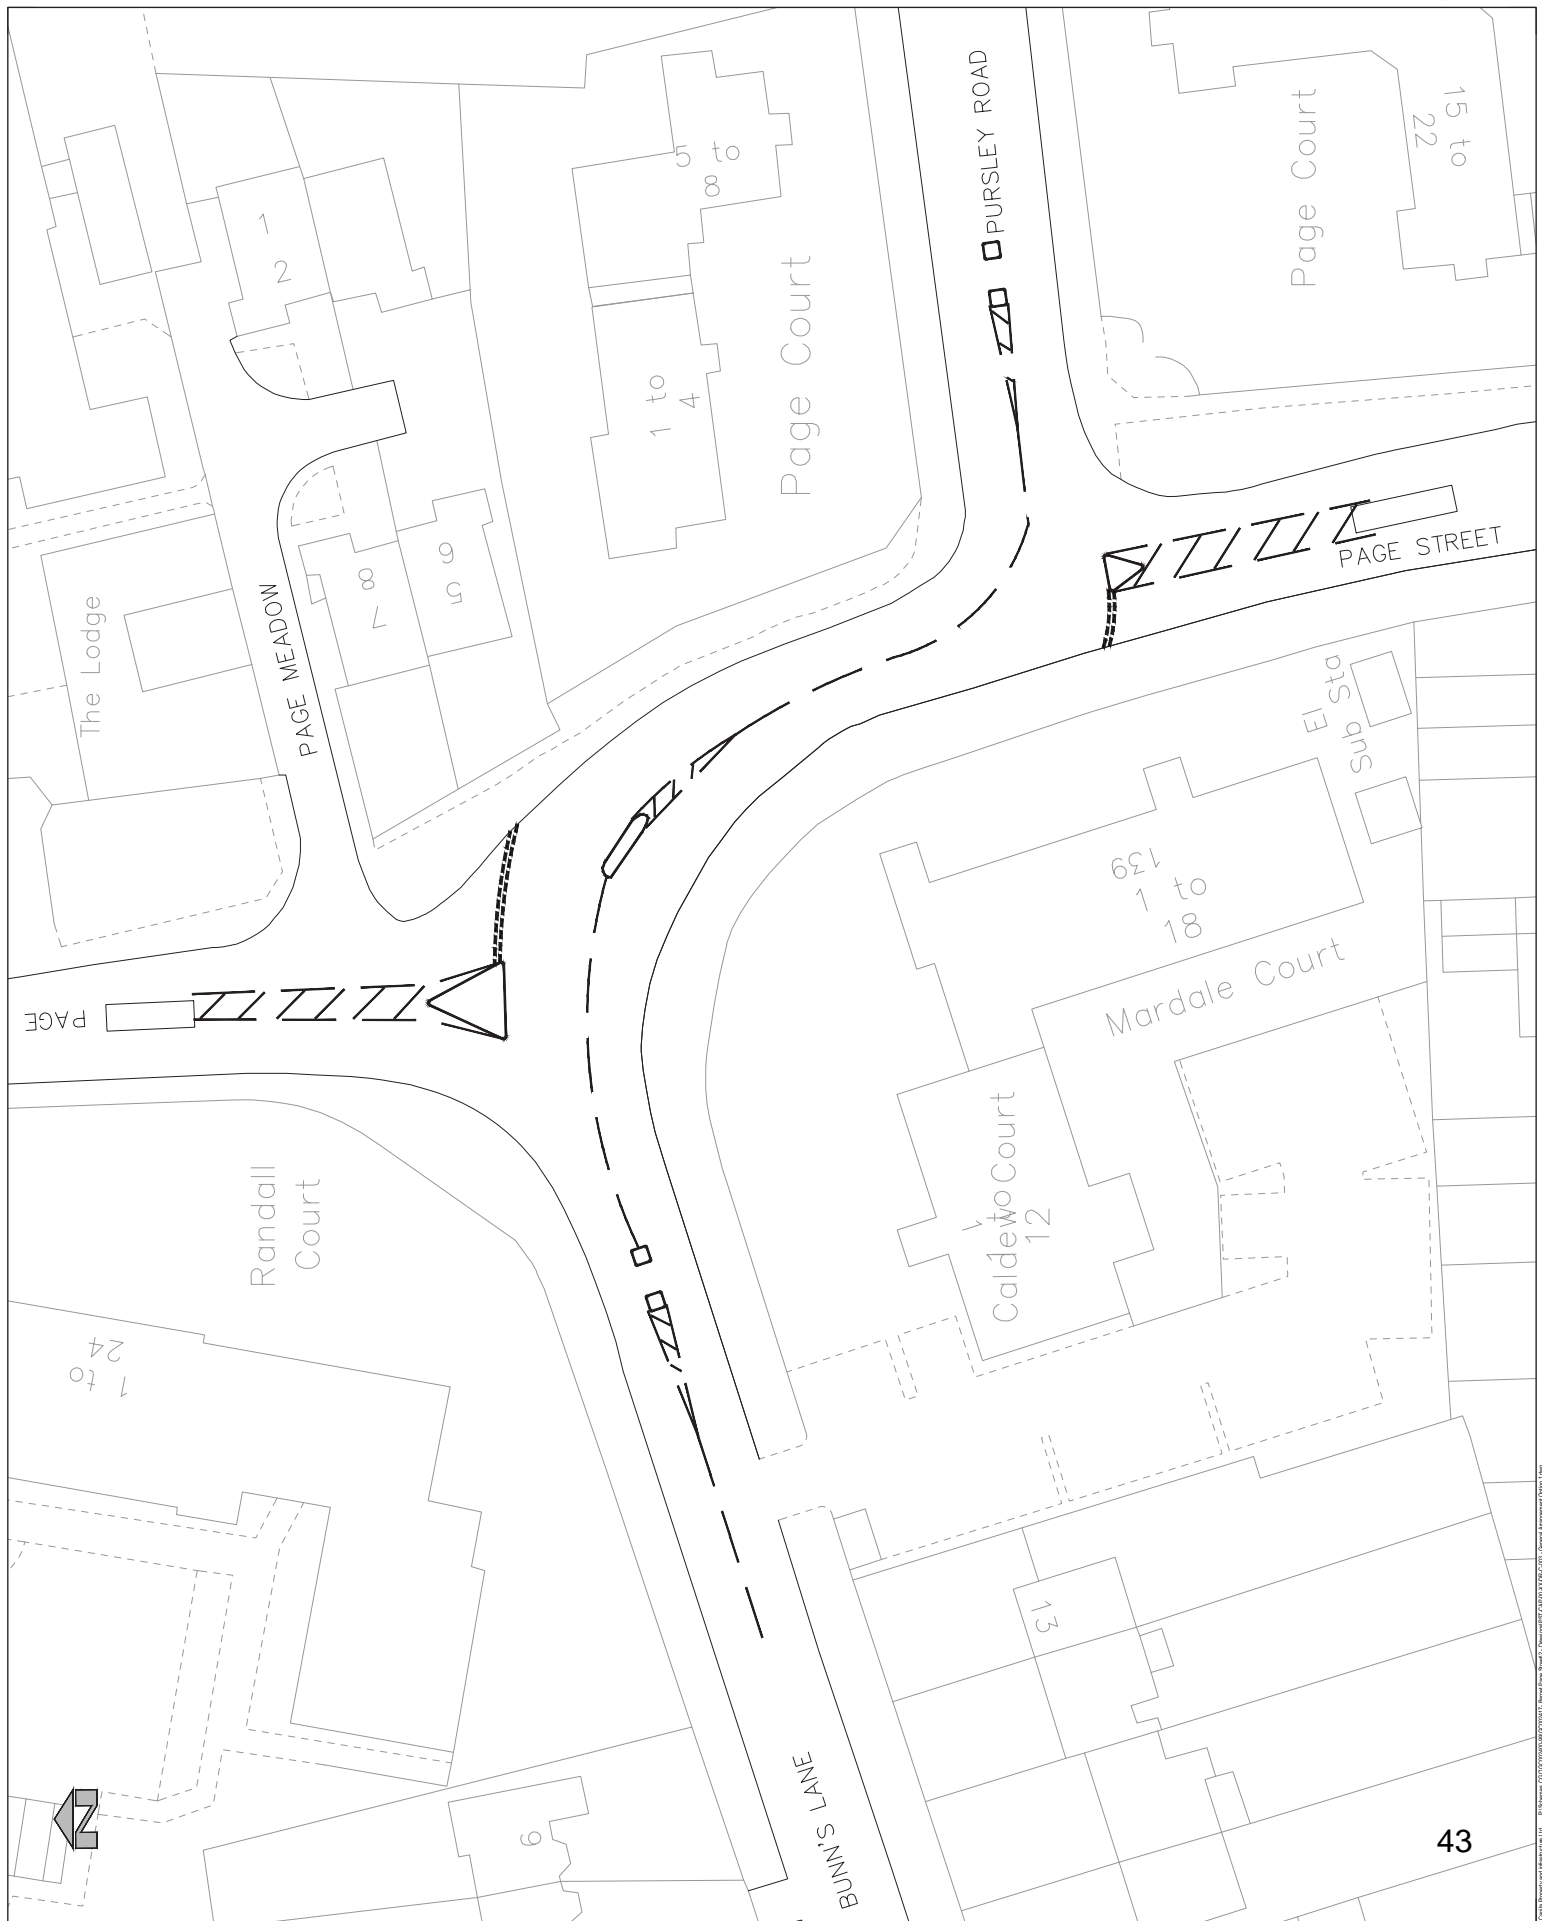 PURSLEY ROAD
Page Court
15 to
22
5 to
8
1
2
Page Court
1 to
4
PAGE STREET
6
5
8
7
The Lodge
PAGE MEADOW
El
Sub Sta
139
1 to
18
Mardale Court
PAGE
Caldew Court
1 to
12
Randall
Court
1 to
24
13
9
BUNN'S LANE
N
43